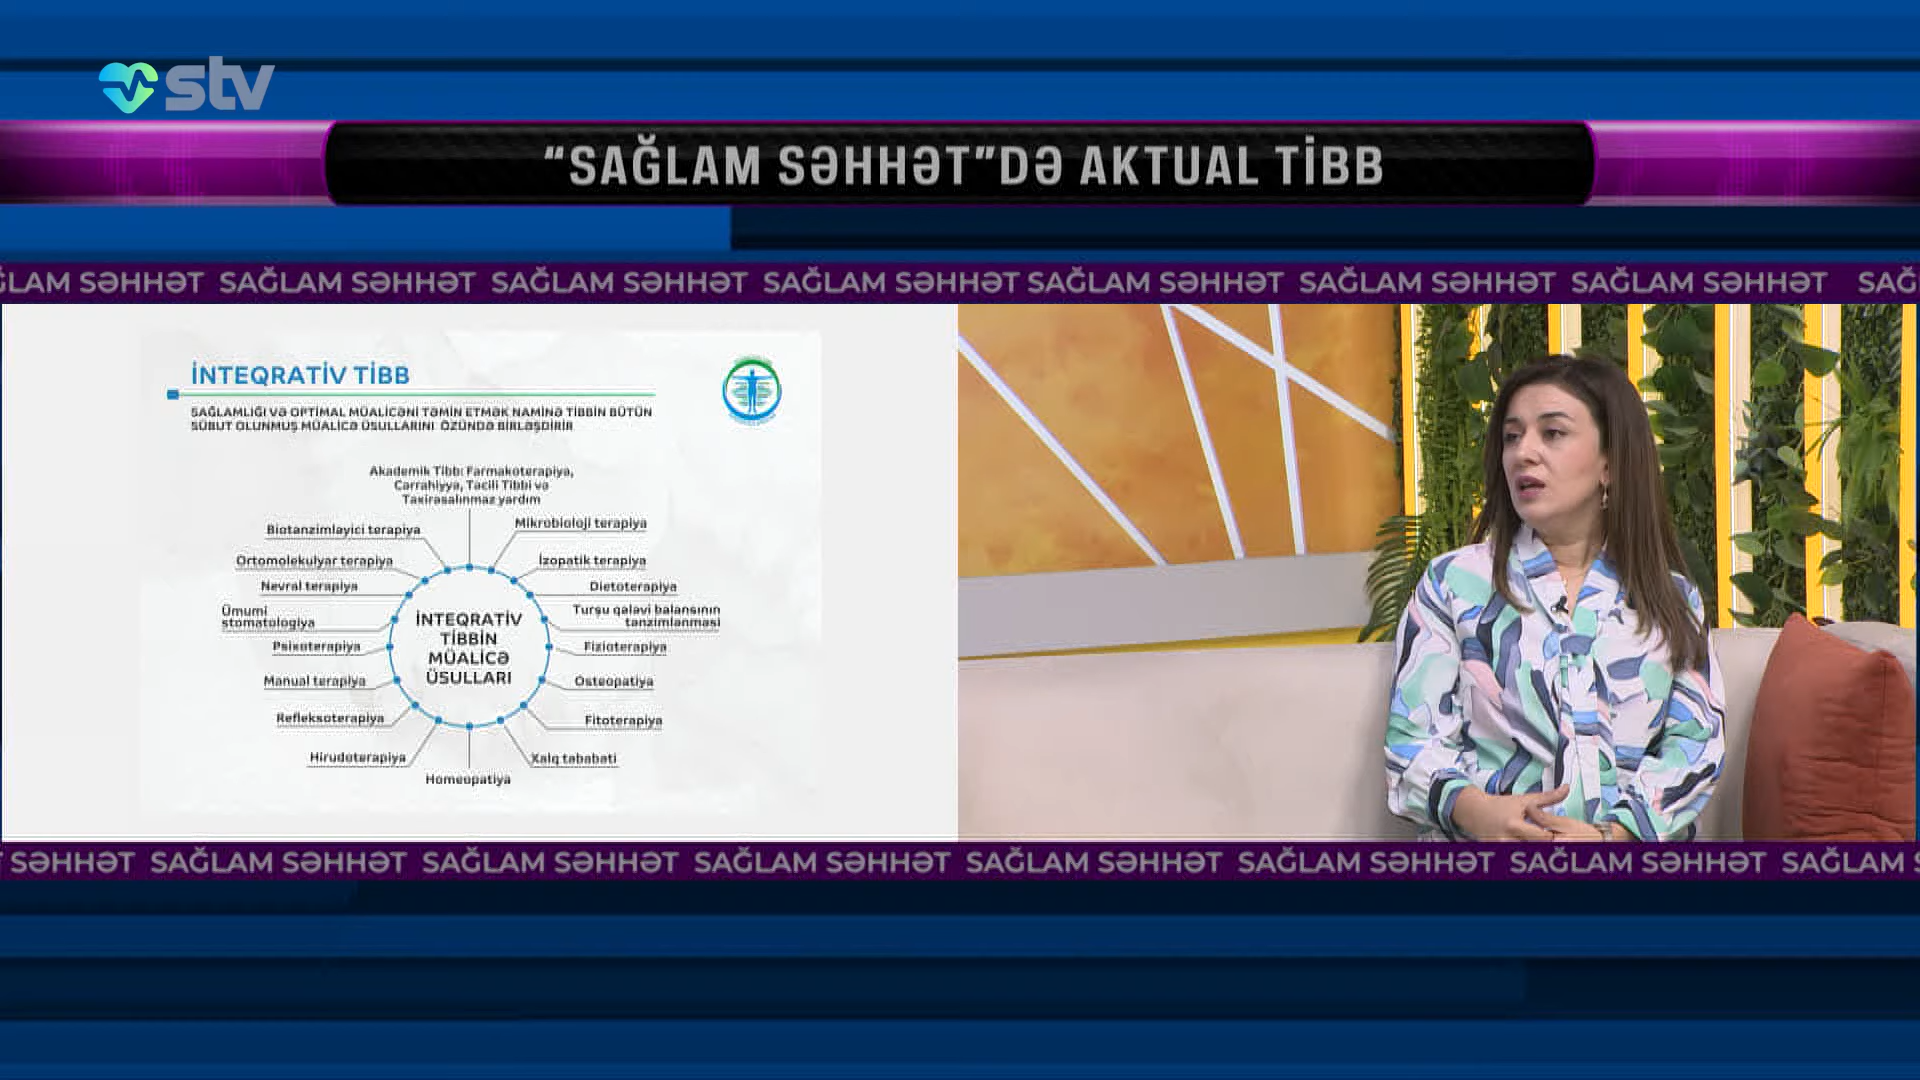 stv
“SAĞLAM SƏHHƏT”DƏ AKTUAL TİBB
SAĞLAM SƏHHƏT SAĞLAM SƏHHƏT SAĞLAM SƏHHƏT SAĞLAM SƏHHƏT SAĞLAM SƏHHƏT SAĞLAM SƏHHƏT
İNTEQRATİV TİBB
SAĞLAMLIĞI VƏ OPTİMAL MÜALİCƏNİ TƏMİN ETMƏK NAMİNƏ TİBBİN BÜTÜN
SÜBUT OLUNMUŞ MÜALİCƏ ÜSULLARINI ÖZÜNDƏ BİRLƏŞDİRİR
Akademik Tibb: Farmakoterapiya,
Cərrahiyyə, Təcili Tibbi və
Təxirəsalınmaz yardım
Biotənzimləyici terapiya
Mikrobioloji terapiya
Ortomolekulyar terapiya
İzopatik terapiya
Nevral terapiya
Dietoterapiya
Ümumi
stomatologiya
Turşu qələvi balansının
tənzimlənməsi
Psixoterapiya
Fizioterapiya
Manual terapiya
Osteopatiya
Refleksoterapiya
Fitoterapiya
Hirudoterapiya
Xalq təbabəti
Homeopatiya
İNTEQRATİV
TİBBİN
MÜALİCƏ
ÜSULLARI
SƏHHƏT SAĞLAM SƏHHƏT SAĞLAM SƏHHƏT SAĞLAM SƏHHƏT SAĞLAM SƏHHƏT SAĞLAM SƏHHƏT SAĞLAM SƏHHƏT SAĞLAM